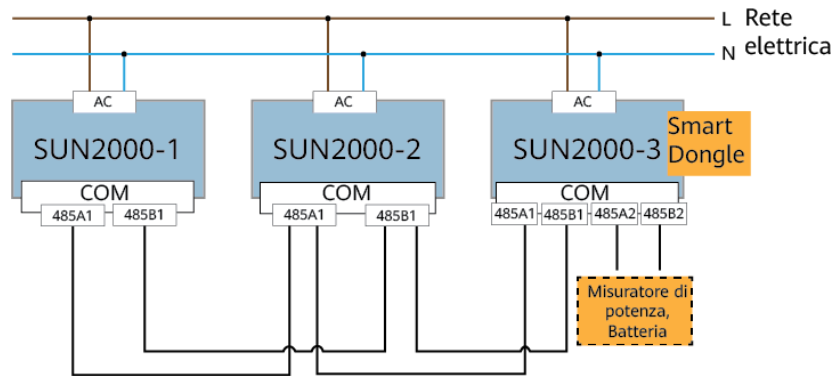 L Rete
N elettrica
AC
AC
AC
SUN2000-1
SUN2000-2
SUN2000-3
Smart
Dongle
COM
COM
COM
485A1
485B1
485A1
485B1
485A1
485B1
485A2
485B2
Misuratore di
potenza,
Batteria